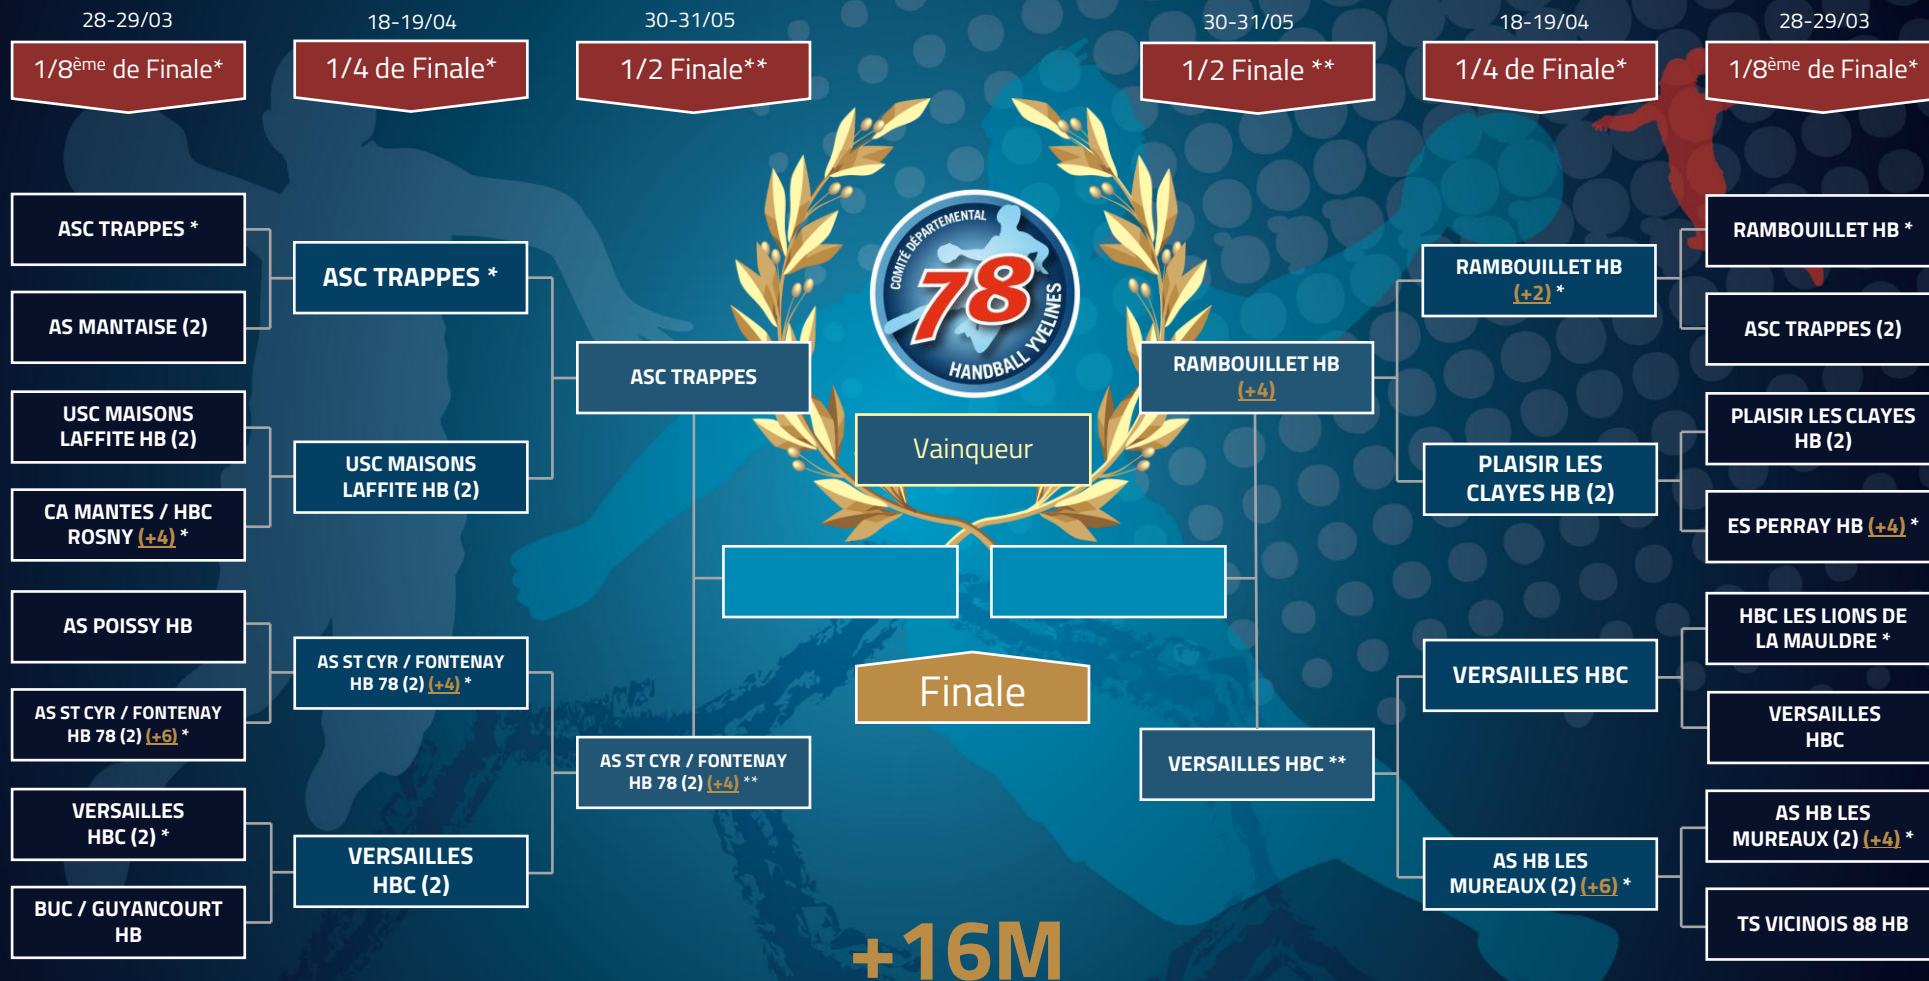 28-29/03
18-19/04
30-31/05
30-31/05
18-19/04
28-29/03
1/8ème de Finale*
1/4 de Finale*
1/2 Finale**
1/2 Finale **
1/4 de Finale*
1/8ème de Finale*
ASC TRAPPES *
AS MANTAISE (2)
USC MAISONS
LAFFITE HB (2)
CA MANTES / HBC
ROSNY (+4) *
AS POISSY HB
AS ST CYR / FONTENAY
HB 78 (2) (+6) *
VERSAILLES
HBC (2) *
BUC / GUYANCOURT
HB
ASC TRAPPES *
USC MAISONS
LAFFITE HB (2)
AS ST CYR / FONTENAY
HB 78 (2) (+4) *
VERSAILLES
HBC (2)
ASC TRAPPES
AS ST CYR / FONTENAY
HB 78 (2) (+4) **
COMITÉ DÉPARTEMENTAL
78
HANDBALL YVELINES
Vainqueur
Finale
+16M
RAMBOUILLET HB
(+4)
VERSAILLES HBC **
RAMBOUILLET HB
(+2) *
PLAISIR LES
CLAYES HB (2)
VERSAILLES HBC
AS HB LES
MUREAUX (2) (+6) *
RAMBOUILLET HB *
ASC TRAPPES (2)
PLAISIR LES CLAYES
HB (2)
ES PERRAY HB (+4) *
HBC LES LIONS DE
LA MAULDRE *
VERSAILLES
HBC
AS HB LES
MUREAUX (2) (+4) *
TS VICINOIS 88 HB